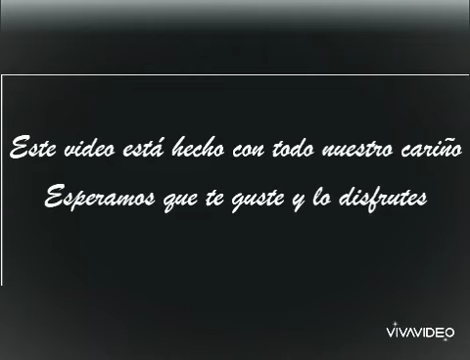 Este video está hecho con todo nuestro cariño
Esperamos que te guste y lo disfrutes
VIVAVIDEO